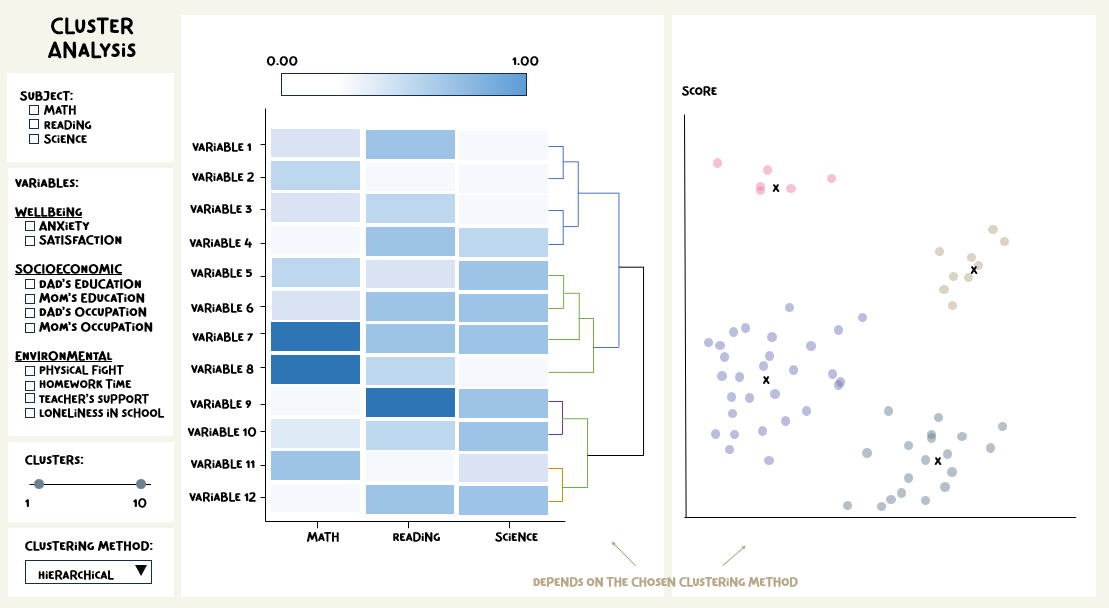 CLUSTER
ANALYSIS
SUBJECT:
MATH
READING
SCIENCE
VARIABLES:
WELLBEING
ANXIETY
SATISFACTION
SOCIOECONOMIC
DAD'S EDUCATION
MOM'S EDUCATION
DAD'S OCCUPATION
MOM'S OCCUPATION
ENVIRONMENTAL
PHYSICAL FIGHT
HOMEWORK TIME
TEACHER'S SUPPORT
LONELINESS IN SCHOOL
CLUSTERS:
1 10
CLUSTERING METHOD:
HIERARCHICAL
0.00 1.00
VARIABLE 1
VARIABLE 2
VARIABLE 3
VARIABLE 4
VARIABLE 5
VARIABLE 6
VARIABLE 7
VARIABLE 8
VARIABLE 9
VARIABLE 10
VARIABLE 11
VARIABLE 12
MATH READING SCIENCE
SCORE
x
x
x
x
DEPENDS ON THE CHOSEN CLUSTERING METHOD